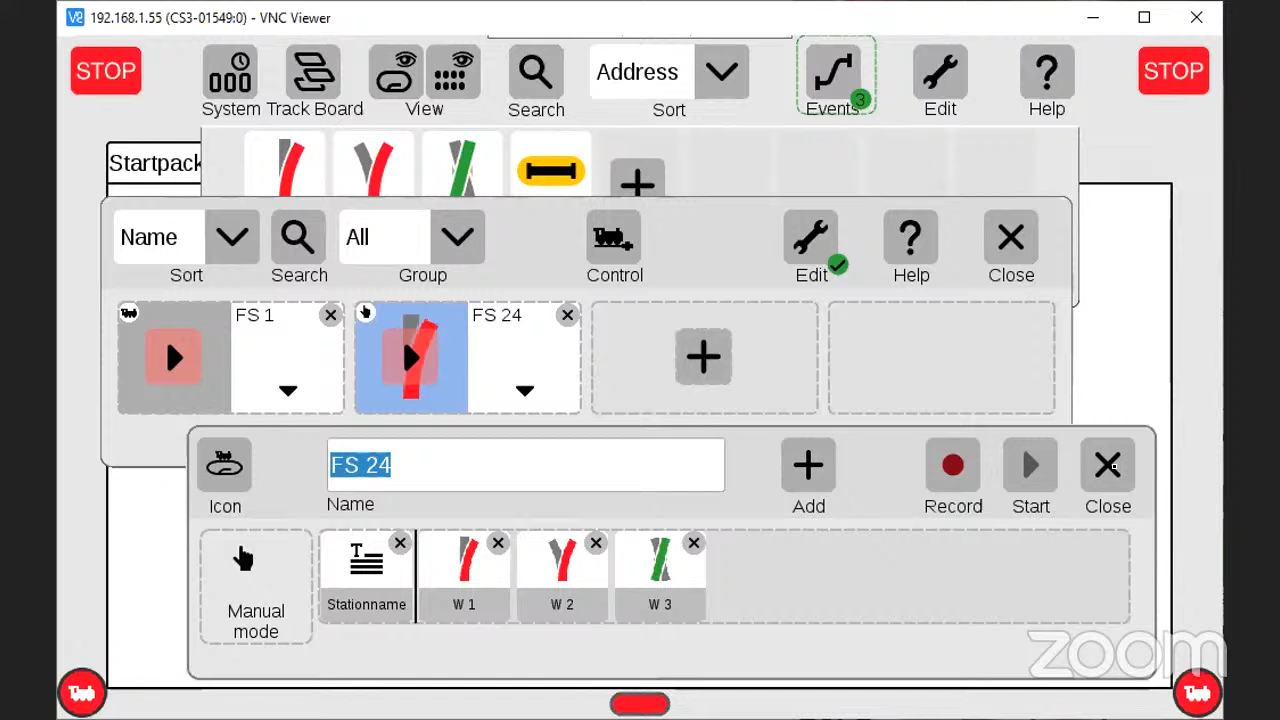 192.168.1.55 (CS3-01549:0) - VNC Viewer
STOP
Address
STOP
System Track Board
View
Search
Sort
Events
3
Edit
Help
Startpack
Name
All
Sort
Search
Group
Control
Edit
Help
Close
FS 1
FS 24
FS 24
Icon
Name
Add
Record
Start
Close
Manual
mode
Stationname
W 1
W 2
W 3
zoom